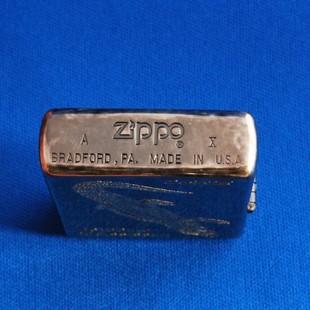 A Zippo ® X
BRADFORD, PA. MADE IN U.S.A.